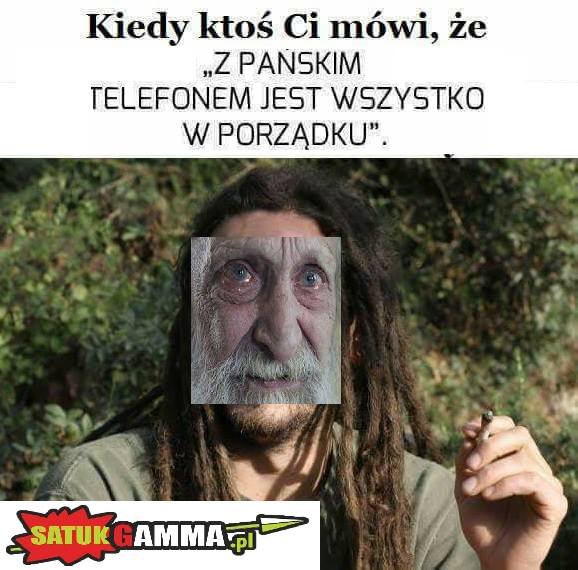 Kiedy ktoś Ci mówi, że
„Z PAŃSKIM
TELEFONEM JEST WSZYSTKO
W PORZĄDKU”.
SATUKGAMMA.pl